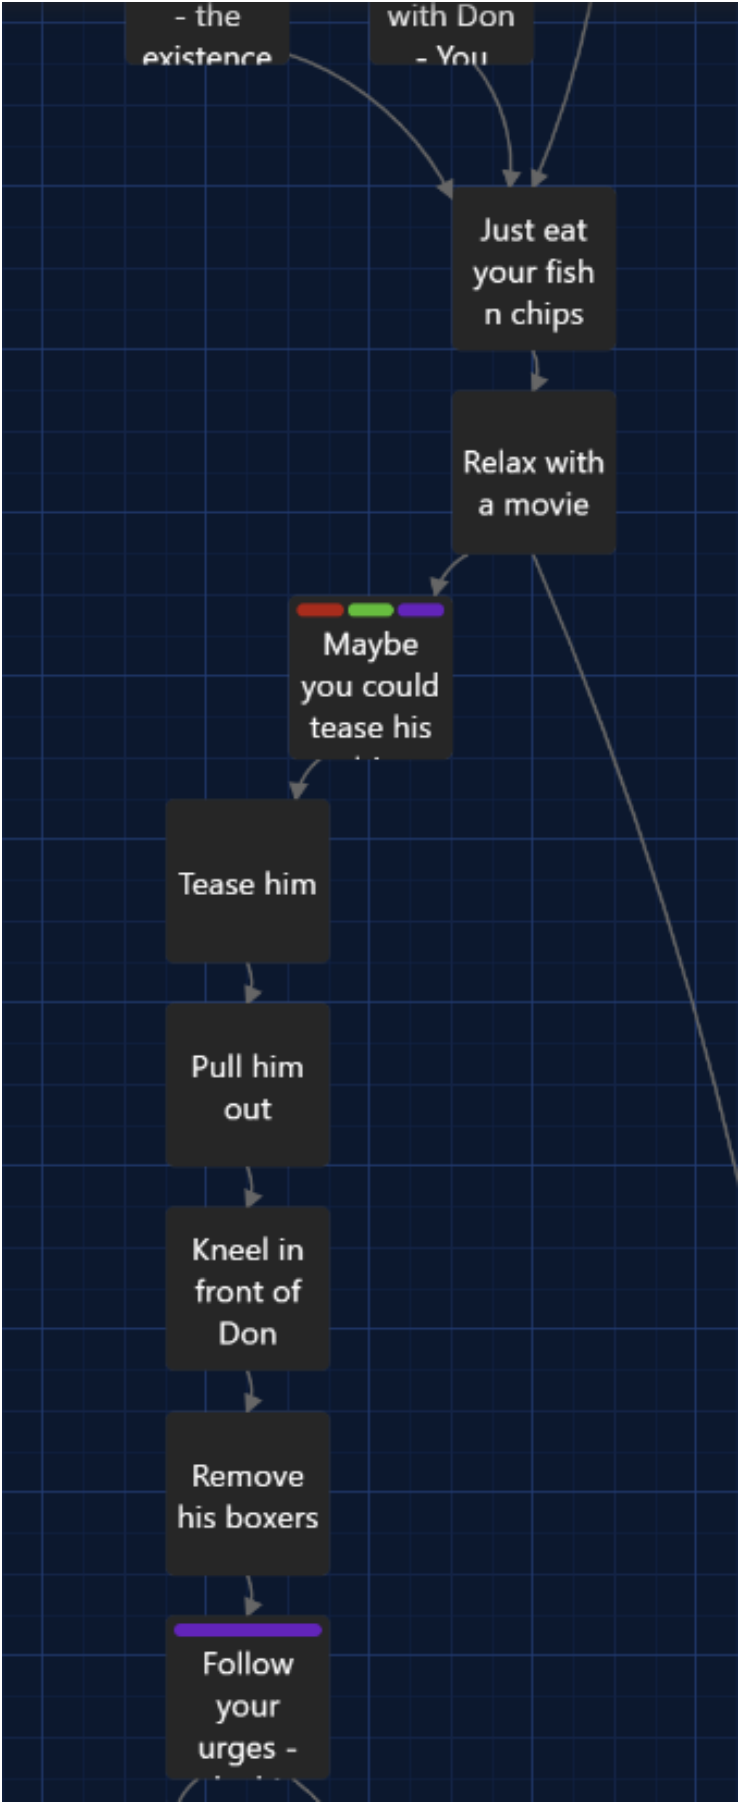 - the
existence
with Don
- You
Just eat
your fish
n chips
Relax with
a movie
Maybe
you could
tease his
Tease him
Pull him
out
Kneel in
front of
Don
Remove
his boxers
Follow
your
urges -